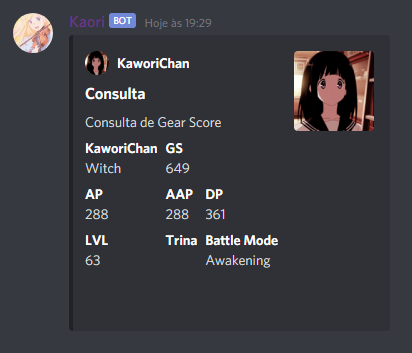 Kaori BOT Hoje às 19:29
KaworiChan
Consulta
Consulta de Gear Score
KaworiChan GS
Witch 649
AP AAP DP
288 288 361
LVL Trina Battle Mode
63 Awakening